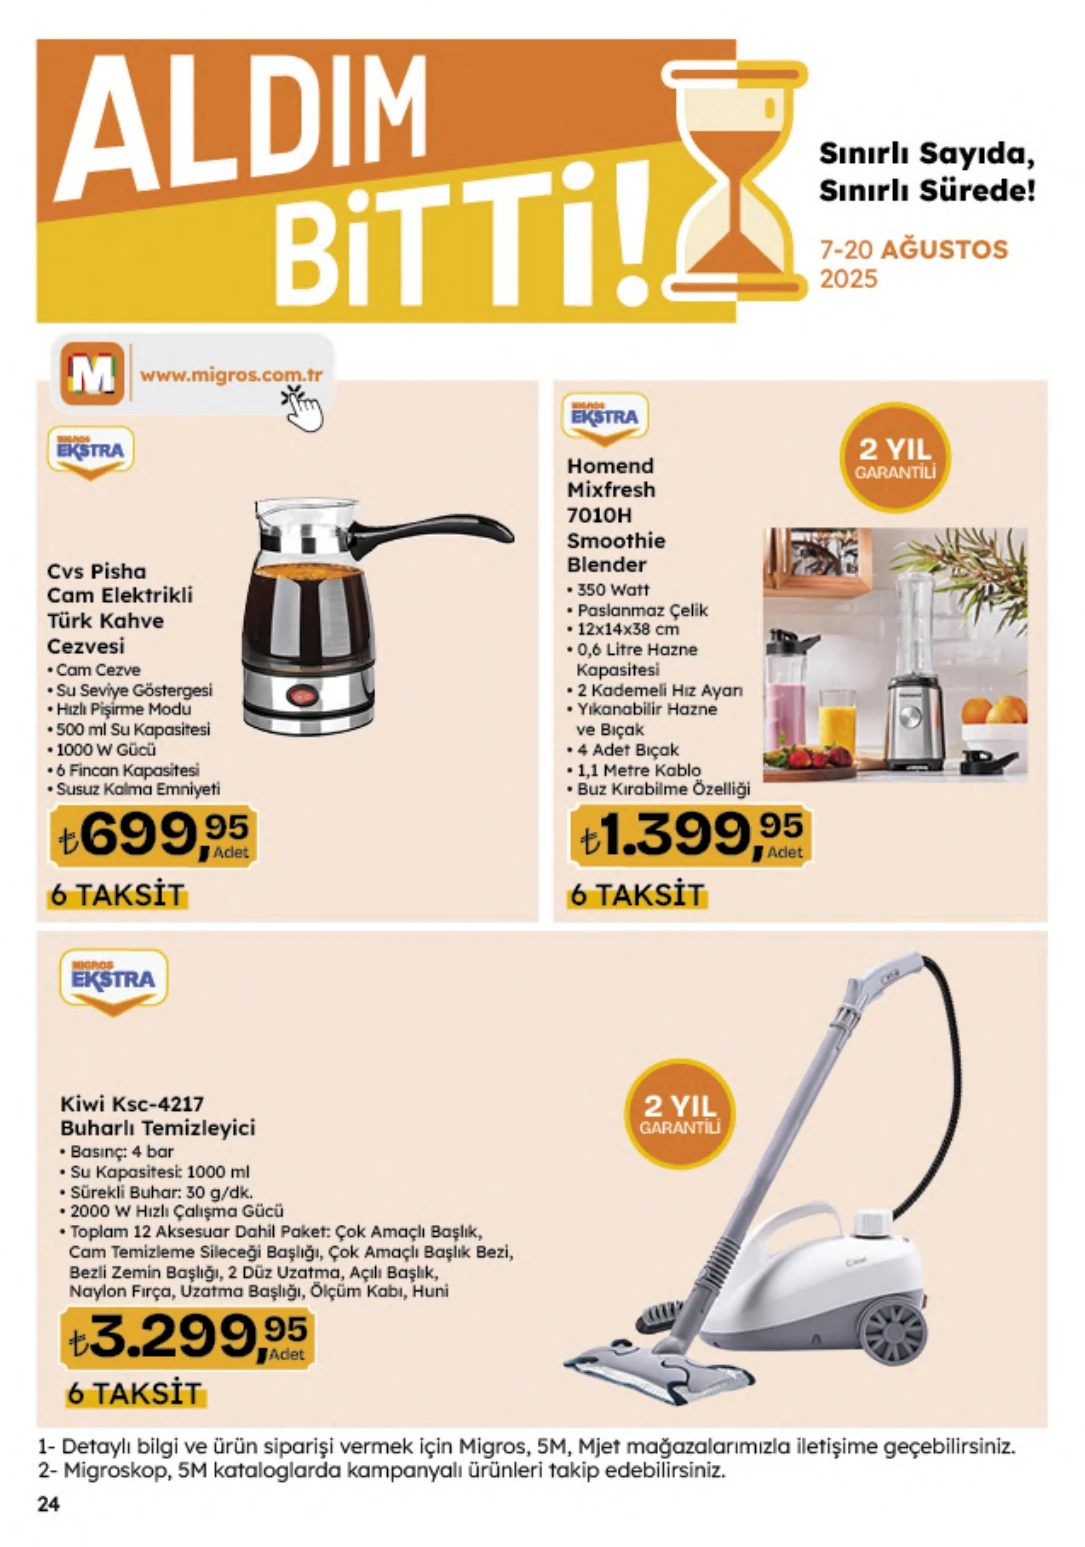 ALDIM
BİTTİ!
Sınırlı Sayıda,
Sınırlı Sürede!
7-20 AĞUSTOS
2025
M www.migros.com.tr
MIGROS
EKSTRA
Cvs Pisha
Cam Elektrikli
Türk Kahve
Cezvesi
• Cam Cezve
• Su Seviye Göstergesi
• Hızlı Pişirme Modu
• 500 ml Su Kapasitesi
• 1000 W Gücü
• 6 Fincan Kapasitesi
• Susuz Kalma Emniyeti
₺699,95
Adet
6 TAKSİT
MIGROS
EKSTRA
2 YIL
GARANTİLİ
Homend
Mixfresh
7010H
Smoothie
Blender
• 350 Watt
• Paslanmaz Çelik
• 12x14x38 cm
• 0,6 Litre Hazne
Kapasitesi
• 2 Kademeli Hız Ayarı
• Yıkanabilir Hazne
ve Bıçak
• 4 Adet Bıçak
• 1,1 Metre Kablo
• Buz Kırabilme Özelliği
₺1.399,95
Adet
6 TAKSİT
MIGROS
EKSTRA
2 YIL
GARANTİLİ
Kiwi Ksc-4217
Buharlı Temizleyici
• Basınç: 4 bar
• Su Kapasitesi: 1000 ml
• Sürekli Buhar: 30 g/dk.
• 2000 W Hızlı Çalışma Gücü
• Toplam 12 Aksesuar Dahil Paket: Çok Amaçlı Başlık,
Cam Temizleme Sileceği Başlığı, Çok Amaçlı Başlık Bezi,
Bezli Zemin Başlığı, 2 Düz Uzatma, Açılı Başlık,
Naylon Fırça, Uzatma Başlığı, Ölçüm Kabı, Huni
₺3.299,95
Adet
6 TAKSİT
1- Detaylı bilgi ve ürün siparişi vermek için Migros, 5M, Mjet mağazalarımızla iletişime geçebilirsiniz.
2- Migroskop, 5M kataloglarda kampanyalı ürünleri takip edebilirsiniz.
24